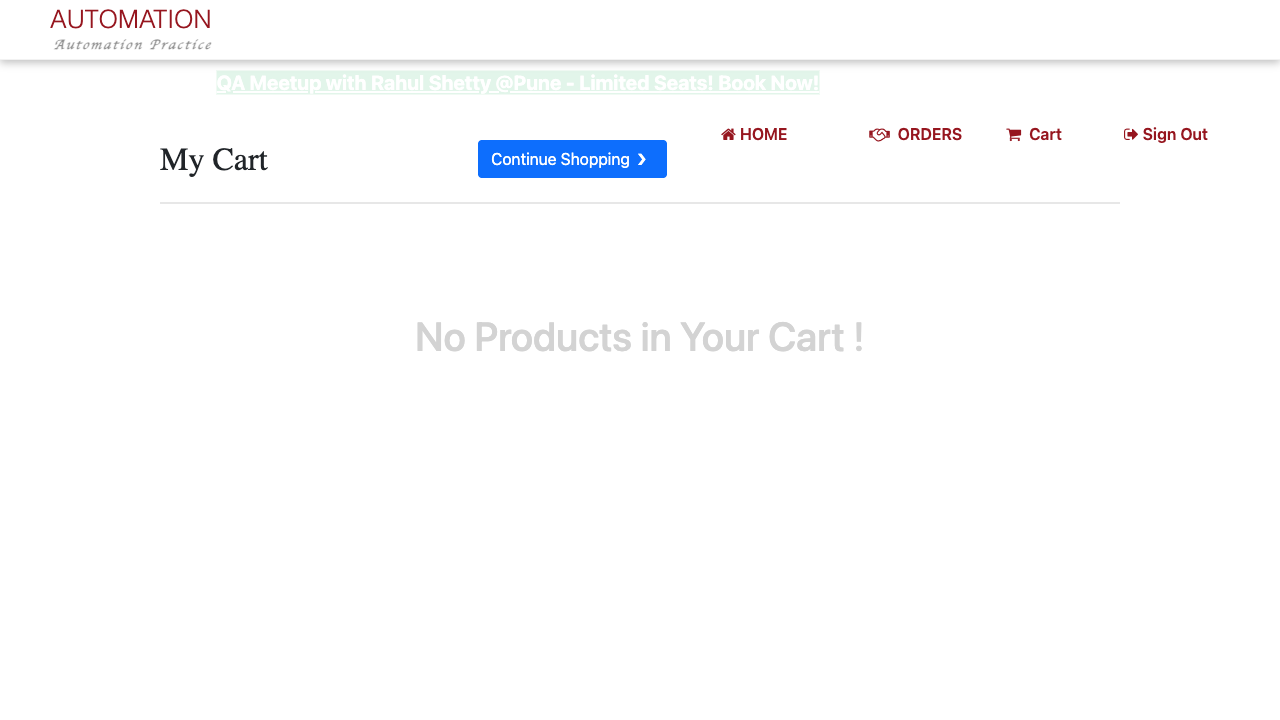 AUTOMATION
Automation Practice
QA Meetup with Rahul Shetty @Pune - Limited Seats! Book Now!
HOME
ORDERS
Cart
Sign Out
My Cart
Continue Shopping ❯
No Products in Your Cart !